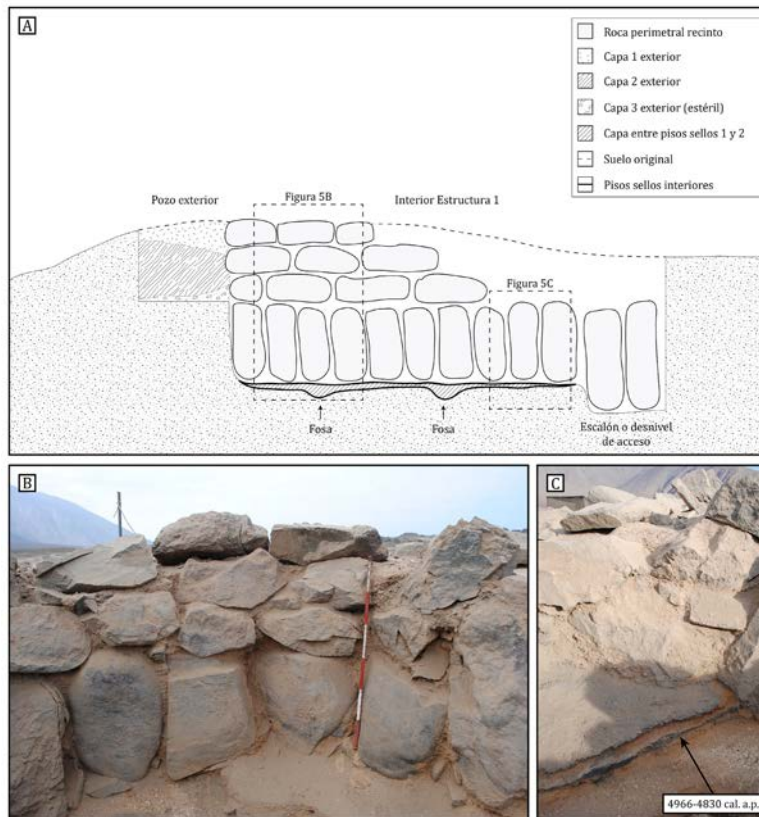 A
Roca perimetral recinto
Capa 1 exterior
Capa 2 exterior
Capa 3 exterior (estéril)
Capa entre pisos sellos 1 y 2
Suelo original
Pisos sellos interiores
Pozo exterior
Figura 5B
Interior Estructura 1
Figura 5C
Fosa
Fosa
Escalón o desnivel
de acceso
B
C
4966-4830 cal. a.p.